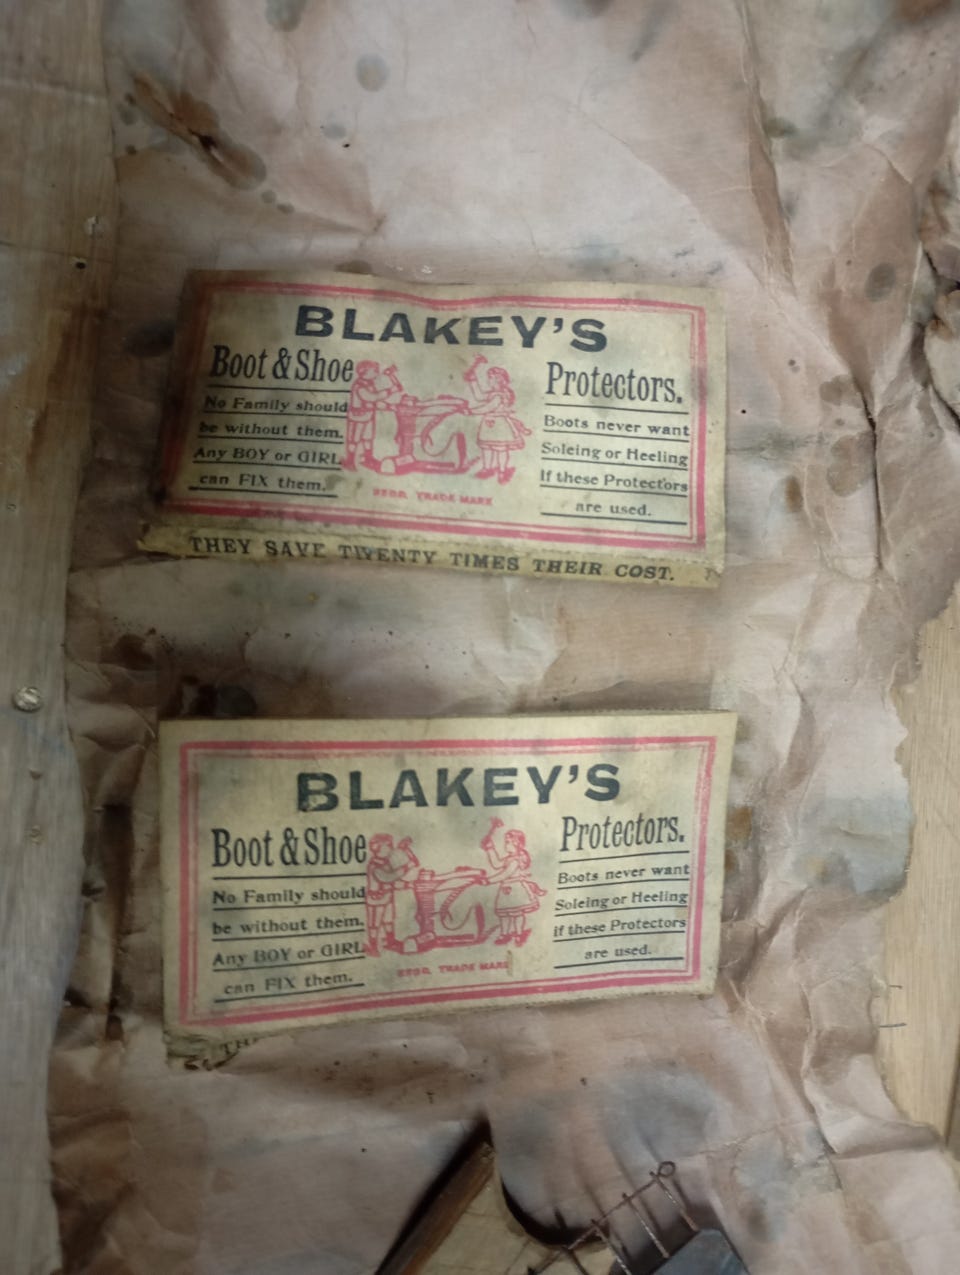 BLAKEY'S
Boot & Shoe
No Family should
be without them.
Any BOY or GIRL
can FIX them.
REGD. TRADE MARK
Protectors.
Boots never want
Soleing or Heeling
If these Protectors
are used.
THEY SAVE TWENTY TIMES THEIR COST.
BLAKEY'S
Boot & Shoe
No Family should
be without them.
Any BOY or GIRL
can FIX them.
REGD. TRADE MARK
Protectors.
Boots never want
Soleing or Heeling
if these Protectors
are used.
TH